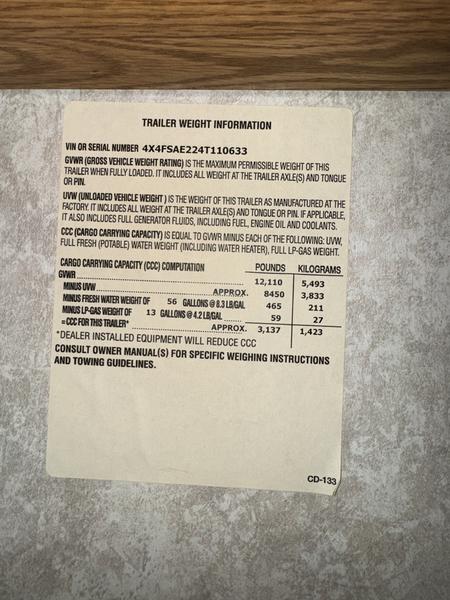 TRAILER WEIGHT INFORMATION
VIN OR SERIAL NUMBER 4X4FSAE224T110633
GVWR (GROSS VEHICLE WEIGHT RATING) IS THE MAXIMUM PERMISSIBLE WEIGHT OF THIS
TRAILER WHEN FULLY LOADED. IT INCLUDES ALL WEIGHT AT THE TRAILER AXLE(S) AND TONGUE
OR PIN.
UVW (UNLOADED VEHICLE WEIGHT ) IS THE WEIGHT OF THIS TRAILER AS MANUFACTURED AT THE
FACTORY. IT INCLUDES ALL WEIGHT AT THE TRAILER AXLE(S) AND TONGUE OR PIN. IF APPLICABLE,
IT ALSO INCLUDES FULL GENERATOR FLUIDS, INCLUDING FUEL, ENGINE OIL AND COOLANTS.
CCC (CARGO CARRYING CAPACITY) IS EQUAL TO GVWR MINUS EACH OF THE FOLLOWING: UVW,
FULL FRESH (POTABLE) WATER WEIGHT (INCLUDING WATER HEATER), FULL LP-GAS WEIGHT.
CARGO CARRYING CAPACITY (CCC) COMPUTATION POUNDS KILOGRAMS
GVWR 12,110 5,493
MINUS UVW APPROX. 8450 3,833
MINUS FRESH WATER WEIGHT OF 56 GALLONS @ 8.3 LB/GAL 465 211
MINUS LP-GAS WEIGHT OF 13 GALLONS @ 4.2 LB/GAL 59 27
= CCC FOR THIS TRAILER* APPROX. 3,137 1,423
*DEALER INSTALLED EQUIPMENT WILL REDUCE CCC
CONSULT OWNER MANUAL(S) FOR SPECIFIC WEIGHING INSTRUCTIONS
AND TOWING GUIDELINES.
CD-133